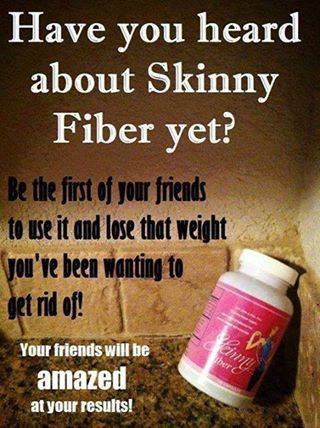 Have you heard
about Skinny
Fiber yet?
Be the first of your friends
to use it and lose that weight
you've been wanting to
get rid of!
Your friends will be
amazed
at your results!
Skinny
Fiber